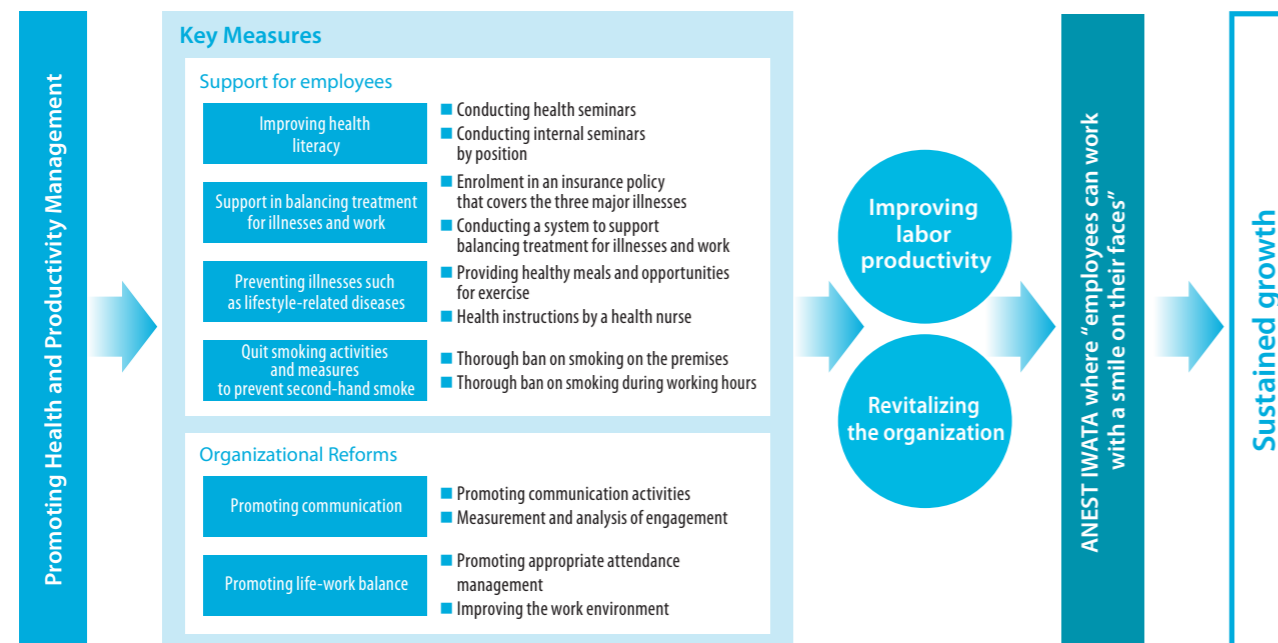 Promoting Health and Productivity Management
Key Measures
Support for employees
Improving health
literacy
■ Conducting health seminars
■ Conducting internal seminars
by position
Support in balancing treatment
for illnesses and work
■ Enrolment in an insurance policy
that covers the three major illnesses
■ Conducting a system to support
balancing treatment for illnesses and work
Preventing illnesses such
as lifestyle-related diseases
■ Providing healthy meals and opportunities
for exercise
■ Health instructions by a health nurse
Quit smoking activities
and measures
to prevent second-hand smoke
■ Thorough ban on smoking on the premises
■ Thorough ban on smoking during working hours
Organizational Reforms
Promoting communication
■ Promoting communication activities
■ Measurement and analysis of engagement
Promoting life-work balance
■ Promoting appropriate attendance
management
■ Improving the work environment
Improving
labor
productivity
Revitalizing
the organization
ANEST IWATA where “employees can work
with a smile on their faces”
Sustained growth